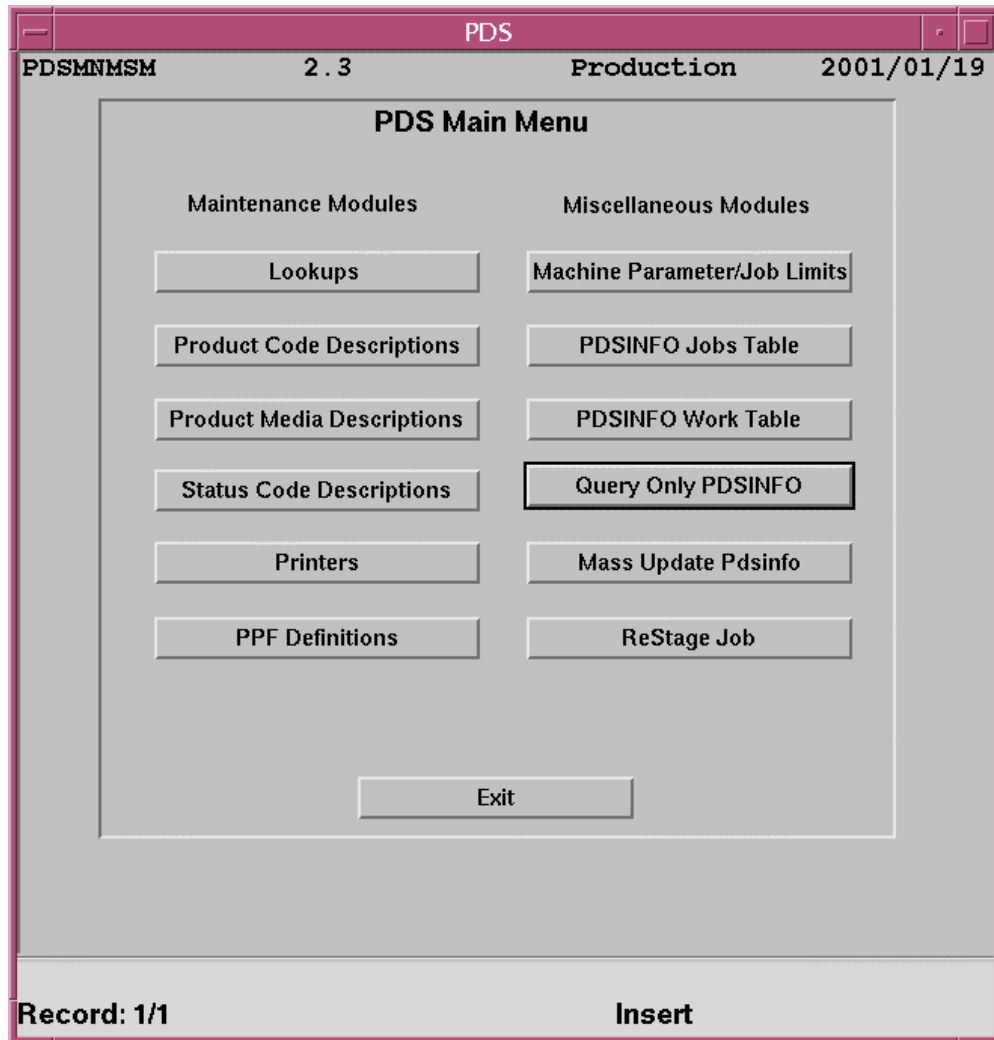 PDS
PDSMNMSM 2.3 Production 2001/01/19
PDS Main Menu
Maintenance Modules Miscellaneous Modules
Lookups Machine Parameter/Job Limits
Product Code Descriptions PDSINFO Jobs Table
Product Media Descriptions PDSINFO Work Table
Status Code Descriptions Query Only PDSINFO
Printers Mass Update Pdsinfo
PPF Definitions ReStage Job
Exit
Record: 1/1 Insert